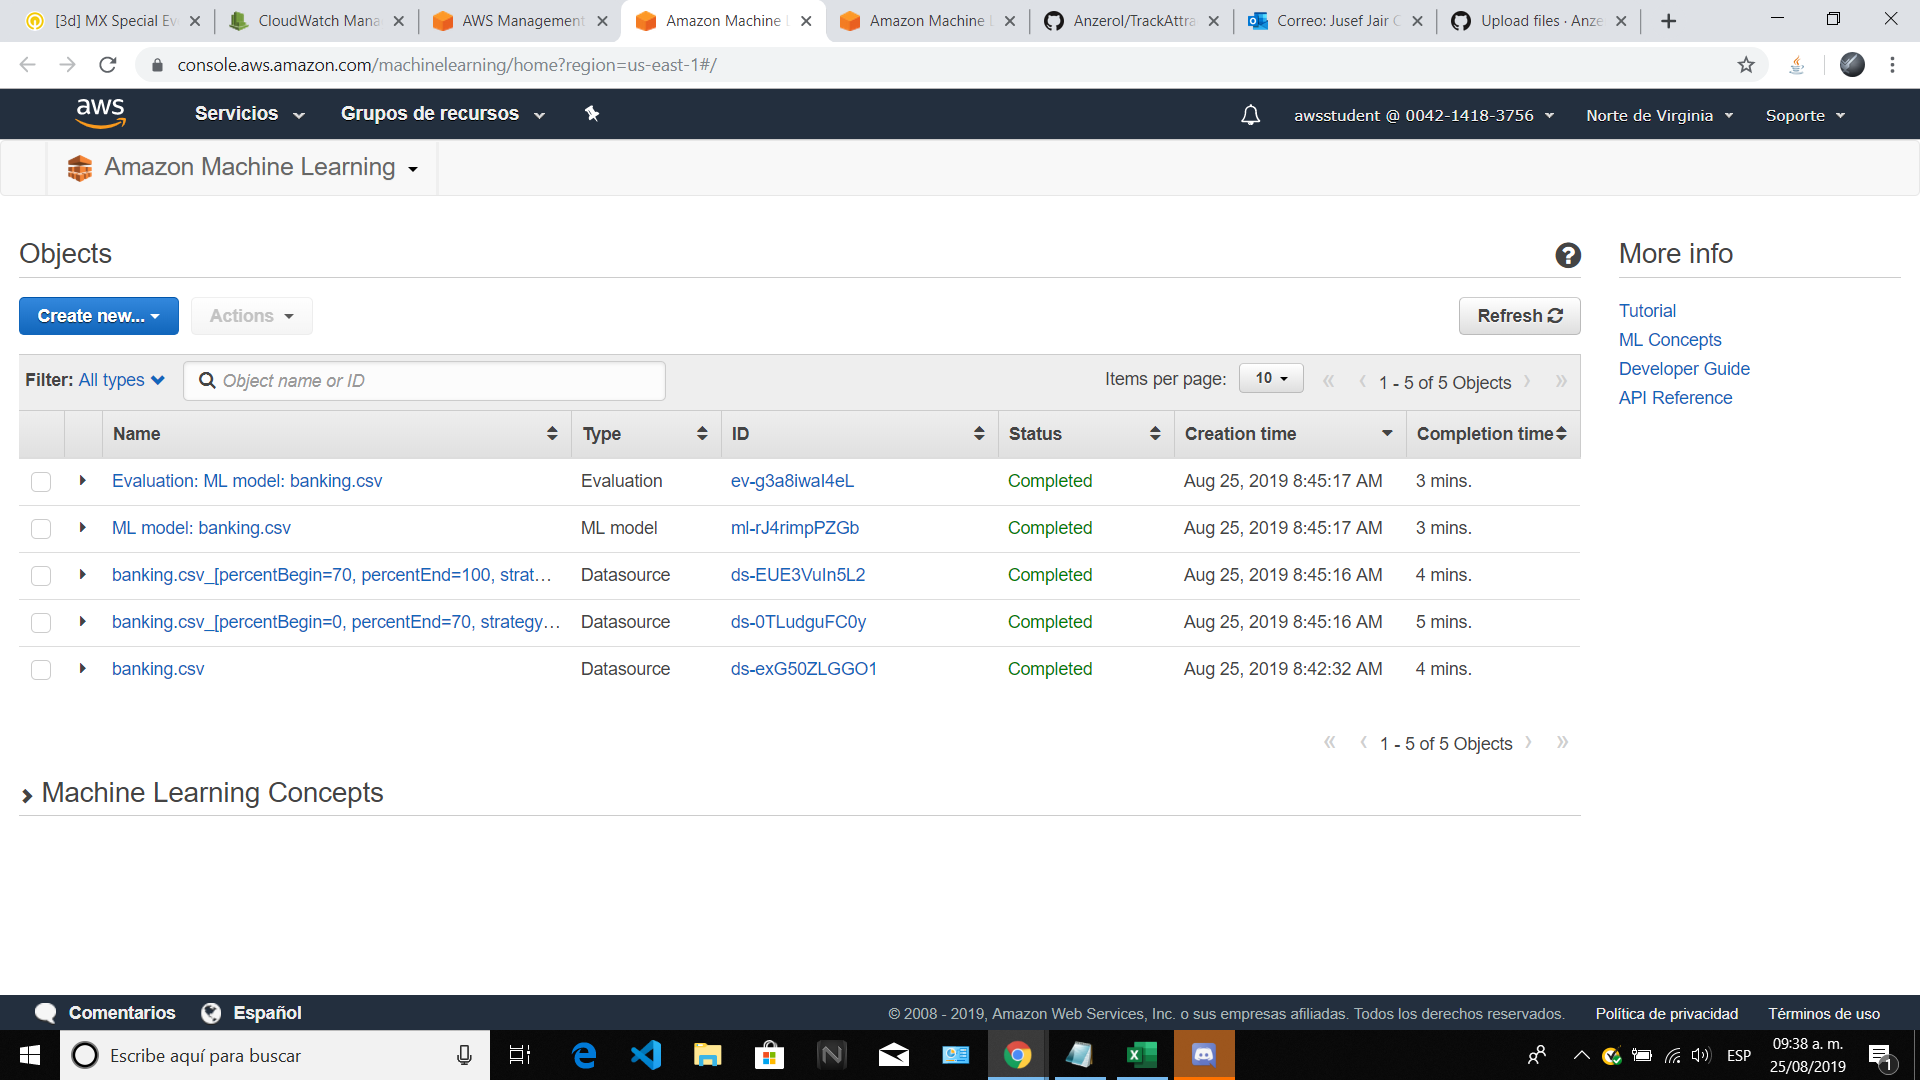 [3d] MX Special Ev
CloudWatch Mana
AWS Management
Amazon Machine L
Amazon Machine L
Anzerol/TrackAttra
Correo: Jusef Jair C
Upload files · Anze
console.aws.amazon.com/machinelearning/home?region=us-east-1#/
aws
Servicios
Grupos de recursos
awsstudent @ 0042-1418-3756
Norte de Virginia
Soporte
Amazon Machine Learning
Objects
More info
Create new...
Actions
Refresh
Tutorial
ML Concepts
Developer Guide
API Reference
Filter: All types
Object name or ID
Items per page: 10
« ‹ 1 - 5 of 5 Objects › »
Name Type ID Status Creation time Completion time
Evaluation: ML model: banking.csv Evaluation ev-g3a8iwaI4eL Completed Aug 25, 2019 8:45:17 AM 3 mins.
ML model: banking.csv ML model ml-rJ4rimpPZGb Completed Aug 25, 2019 8:45:17 AM 3 mins.
banking.csv_[percentBegin=70, percentEnd=100, strat… Datasource ds-EUE3VuIn5L2 Completed Aug 25, 2019 8:45:16 AM 4 mins.
banking.csv_[percentBegin=0, percentEnd=70, strategy… Datasource ds-0TLudguFC0y Completed Aug 25, 2019 8:45:16 AM 5 mins.
banking.csv Datasource ds-exG50ZLGGO1 Completed Aug 25, 2019 8:42:32 AM 4 mins.
« ‹ 1 - 5 of 5 Objects › »
Machine Learning Concepts
Comentarios
Español
© 2008 - 2019, Amazon Web Services, Inc. o sus empresas afiliadas. Todos los derechos reservados.
Política de privacidad
Términos de uso
Escribe aquí para buscar
ESP
09:38 a. m.
25/08/2019
1